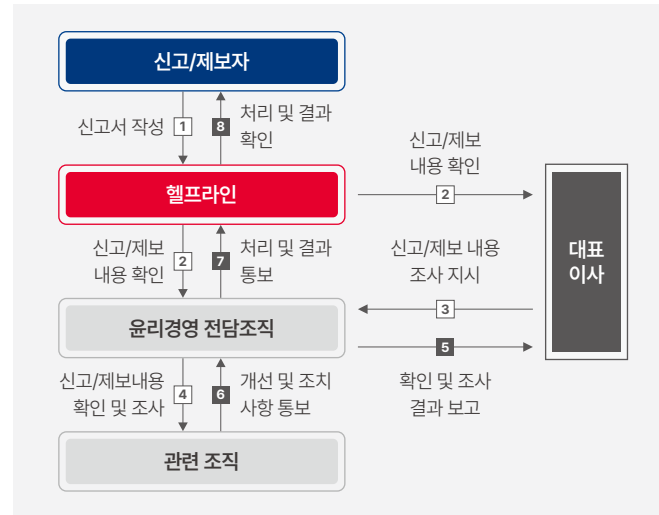 신고/제보자
신고서 작성 1
8 처리 및 결과
확인
헬프라인
신고/제보
내용 확인
2
신고/제보
내용 확인
2
7
처리 및 결과
통보
신고/제보 내용
조사 지시
3
대표
이사
윤리경영 전담조직
5
확인 및 조사
결과 보고
신고/제보내용
확인 및 조사
4
6
개선 및 조치
사항 통보
관련 조직